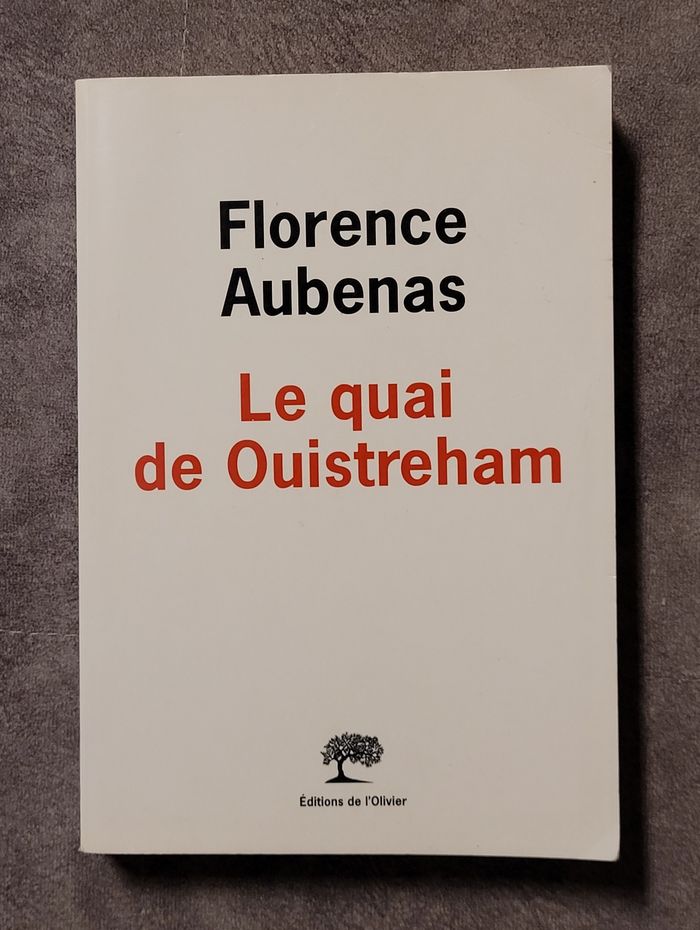 Florence
Aubenas
Le quai
de Ouistreham
Éditions de l'Olivier